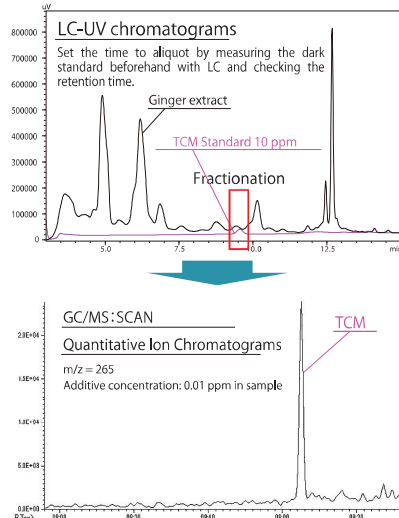 uV
LC-UV chromatograms
800000
Set the time to aliquot by measuring the dark
standard beforehand with LC and checking the
700000
retention time.
600000
Ginger extract
500000
400000
TCM Standard 10 ppm
300000
Fractionation
200000
100000
0
5.0 7.5 10.0 12.5 min
GC/MS:SCAN
TCM
2.0E+04
Quantitative Ion Chromatograms
m/z = 265
1.5E+04
Additive concentration: 0.01 ppm in sample
1.0E+04
5.0E+03
0.0E+00